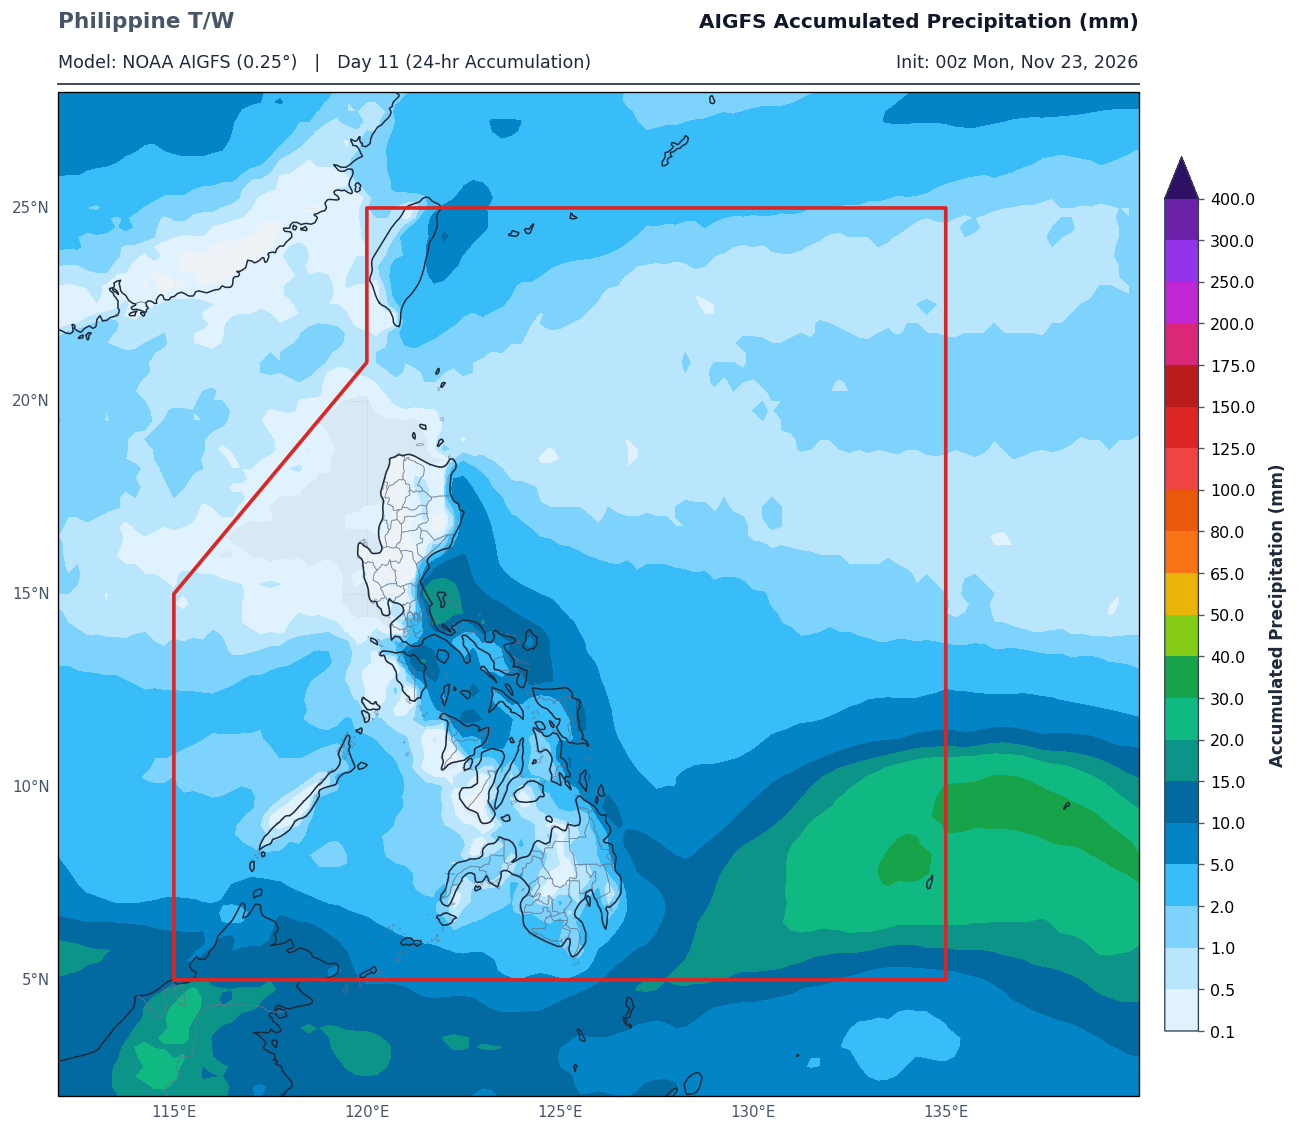 Philippine T/W
AIGFS Accumulated Precipitation (mm)
Model: NOAA AIGFS (0.25°)   |   Day 11 (24-hr Accumulation)
Init: 00z Mon, Nov 23, 2026
25°N
20°N
15°N
10°N
5°N
115°E
120°E
125°E
130°E
135°E
400.0
300.0
250.0
200.0
175.0
150.0
125.0
100.0
80.0
65.0
50.0
40.0
30.0
20.0
15.0
10.0
5.0
2.0
1.0
0.5
0.1
Accumulated Precipitation (mm)